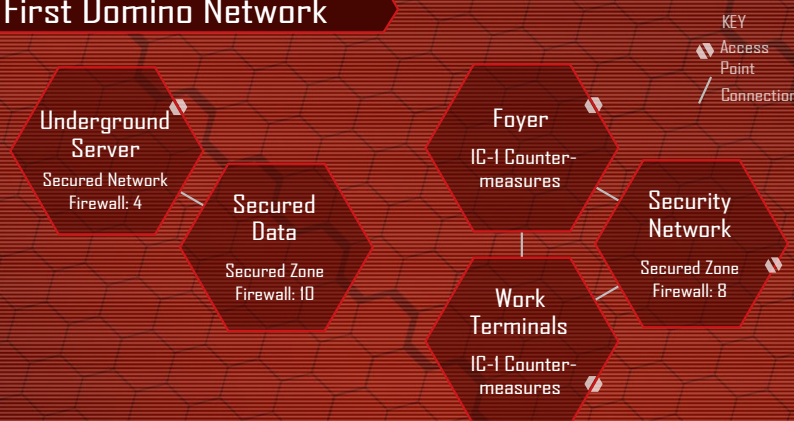 First Domino Network
KEY
Access
Point
Connection
Underground
Server
Secured Network
Firewall: 4
Secured
Data
Secured Zone
Firewall: 10
Foyer
IC-1 Counter-
measures
Security
Network
Secured Zone
Firewall: 8
Work
Terminals
IC-1 Counter-
measures